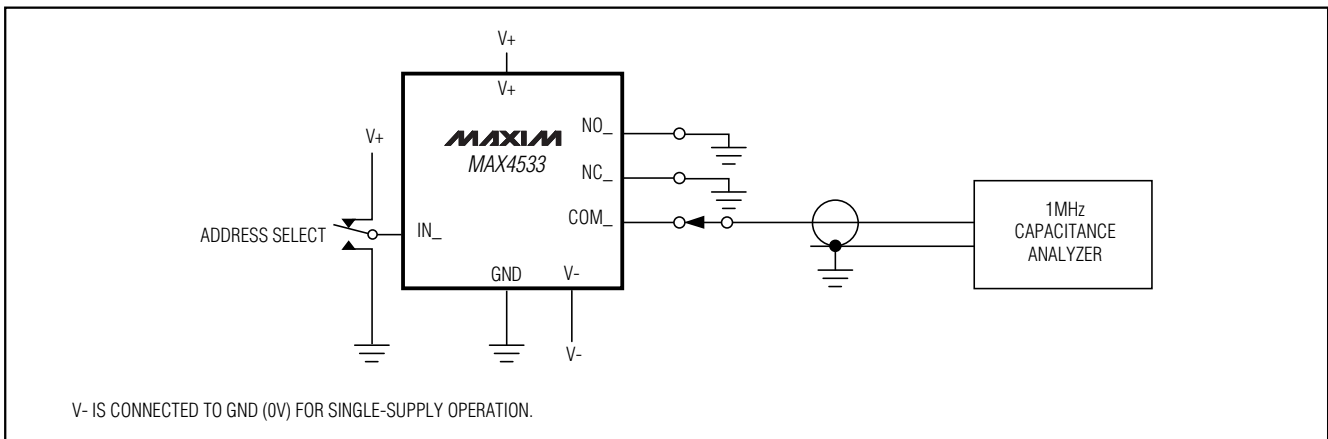 V+
V+
MAXIM
MAX4533
NO_
NC_
COM_
V+
ADDRESS SELECT
IN_
GND
V-
V-
1MHz
CAPACITANCE
ANALYZER
V- IS CONNECTED TO GND (0V) FOR SINGLE-SUPPLY OPERATION.